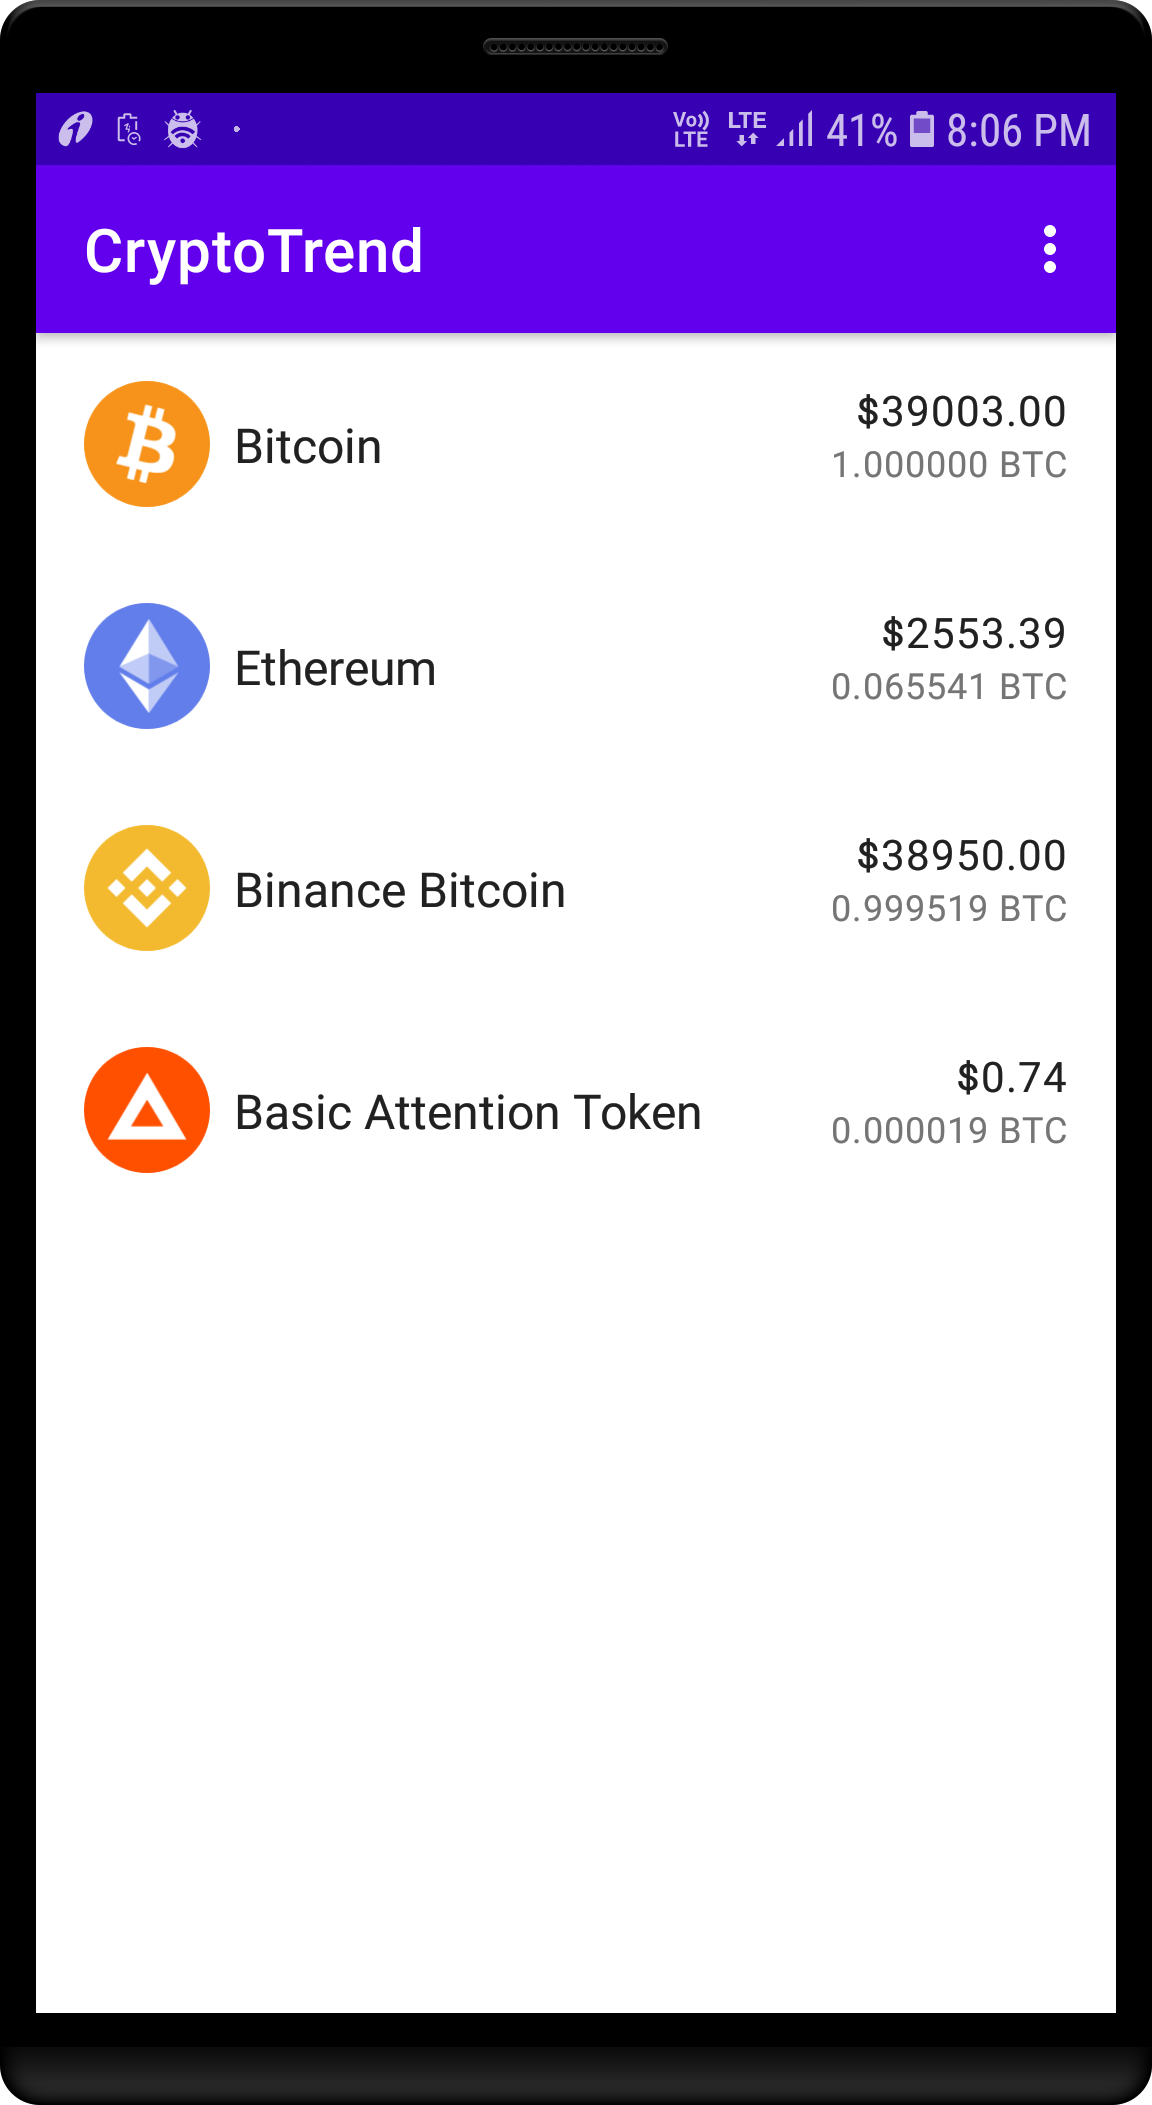 Vo)) LTE LTE 41% 8:06 PM
CryptoTrend
Bitcoin
$39003.00
1.000000 BTC
Ethereum
$2553.39
0.065541 BTC
Binance Bitcoin
$38950.00
0.999519 BTC
Basic Attention Token
$0.74
0.000019 BTC